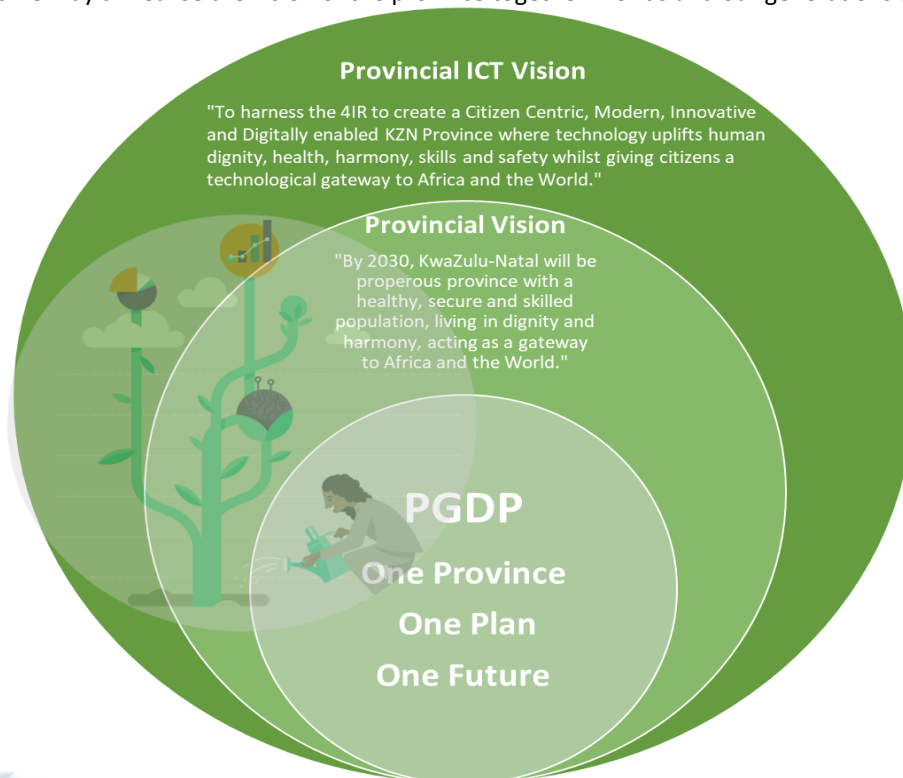 Provincial ICT Vision
"To harness the 4IR to create a Citizen Centric, Modern, Innovative
and Digitally enabled KZN Province where technology uplifts human
dignity, health, harmony, skills and safety whilst giving citizens a
technological gateway to Africa and the World."
Provincial Vision
"By 2030, KwaZulu-Natal will be
properous province with a
healthy, secure and skilled
population, living in dignity and
harmony, acting as a gateway
to Africa and the World."
PGDP
One Province
One Plan
One Future